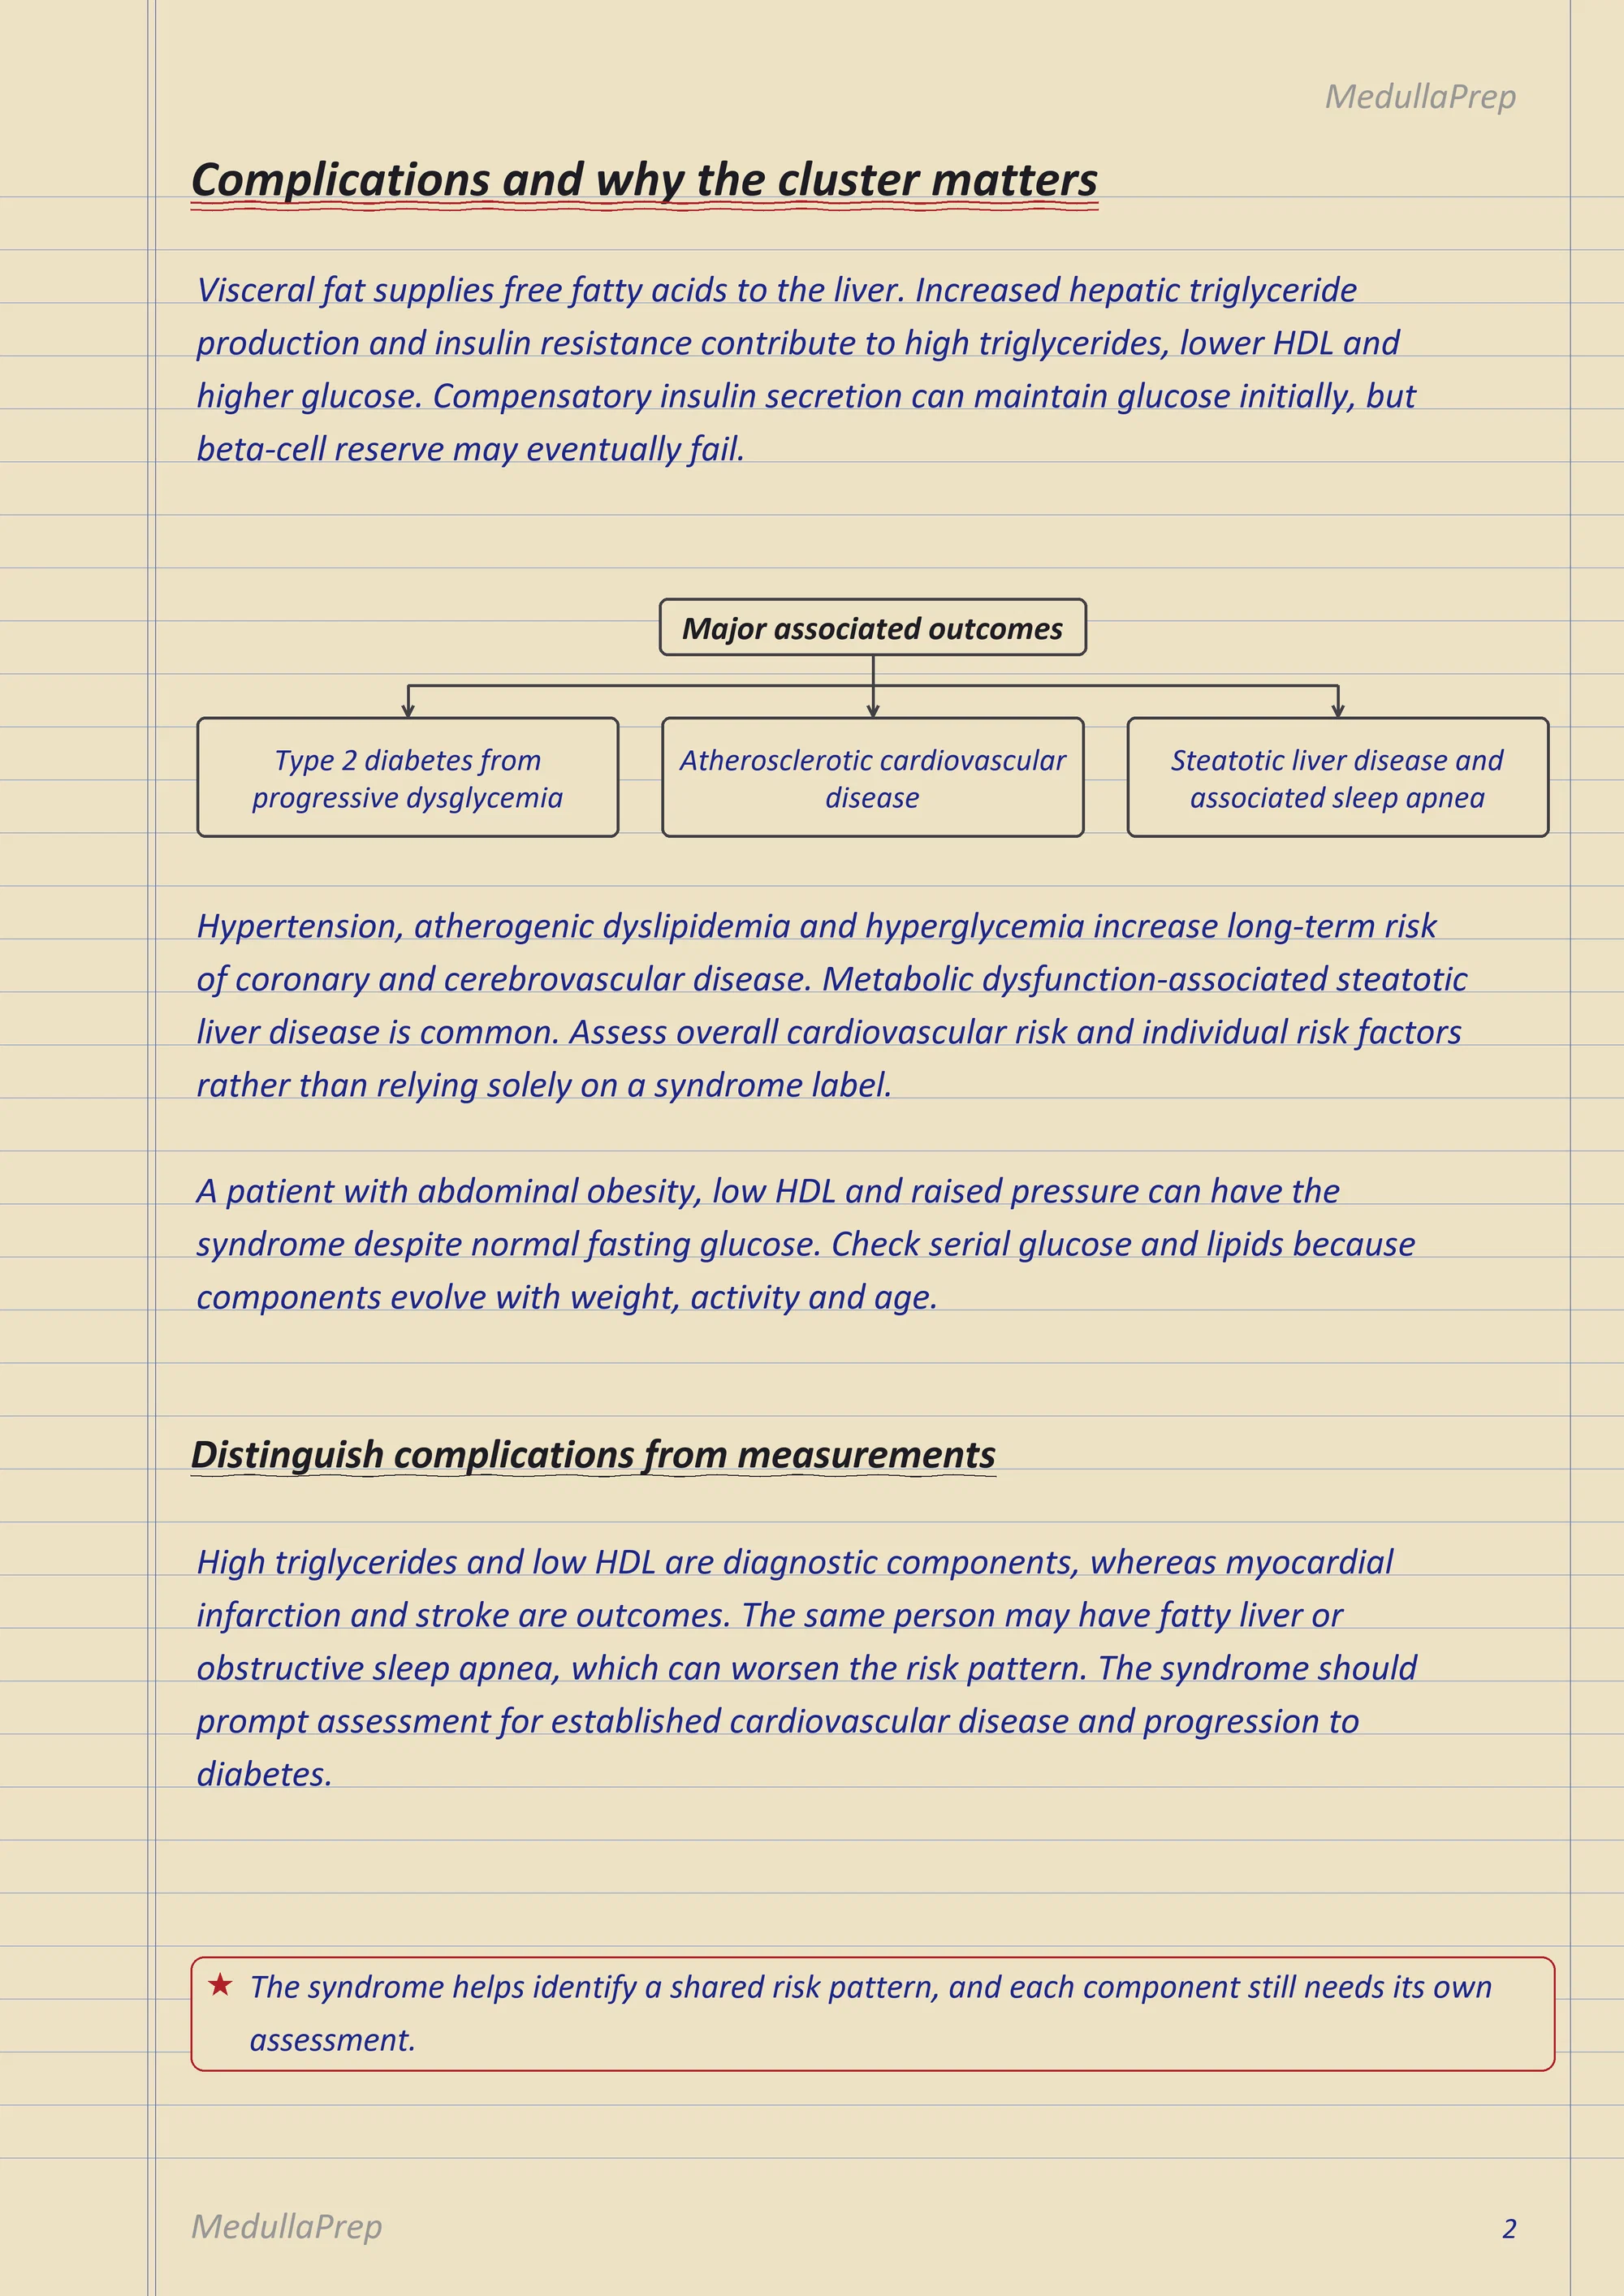 MedullaPrep
Complications and why the cluster matters
Visceral fat supplies free fatty acids to the liver. Increased hepatic triglyceride
production and insulin resistance contribute to high triglycerides, lower HDL and
higher glucose. Compensatory insulin secretion can maintain glucose initially, but
beta-cell reserve may eventually fail.
Major associated outcomes
Type 2 diabetes from
progressive dysglycemia
Atherosclerotic cardiovascular
disease
Steatotic liver disease and
associated sleep apnea
Hypertension, atherogenic dyslipidemia and hyperglycemia increase long-term risk
of coronary and cerebrovascular disease. Metabolic dysfunction-associated steatotic
liver disease is common. Assess overall cardiovascular risk and individual risk factors
rather than relying solely on a syndrome label.
A patient with abdominal obesity, low HDL and raised pressure can have the
syndrome despite normal fasting glucose. Check serial glucose and lipids because
components evolve with weight, activity and age.
Distinguish complications from measurements
High triglycerides and low HDL are diagnostic components, whereas myocardial
infarction and stroke are outcomes. The same person may have fatty liver or
obstructive sleep apnea, which can worsen the risk pattern. The syndrome should
prompt assessment for established cardiovascular disease and progression to
diabetes.
★ The syndrome helps identify a shared risk pattern, and each component still needs its own
assessment.
MedullaPrep
2